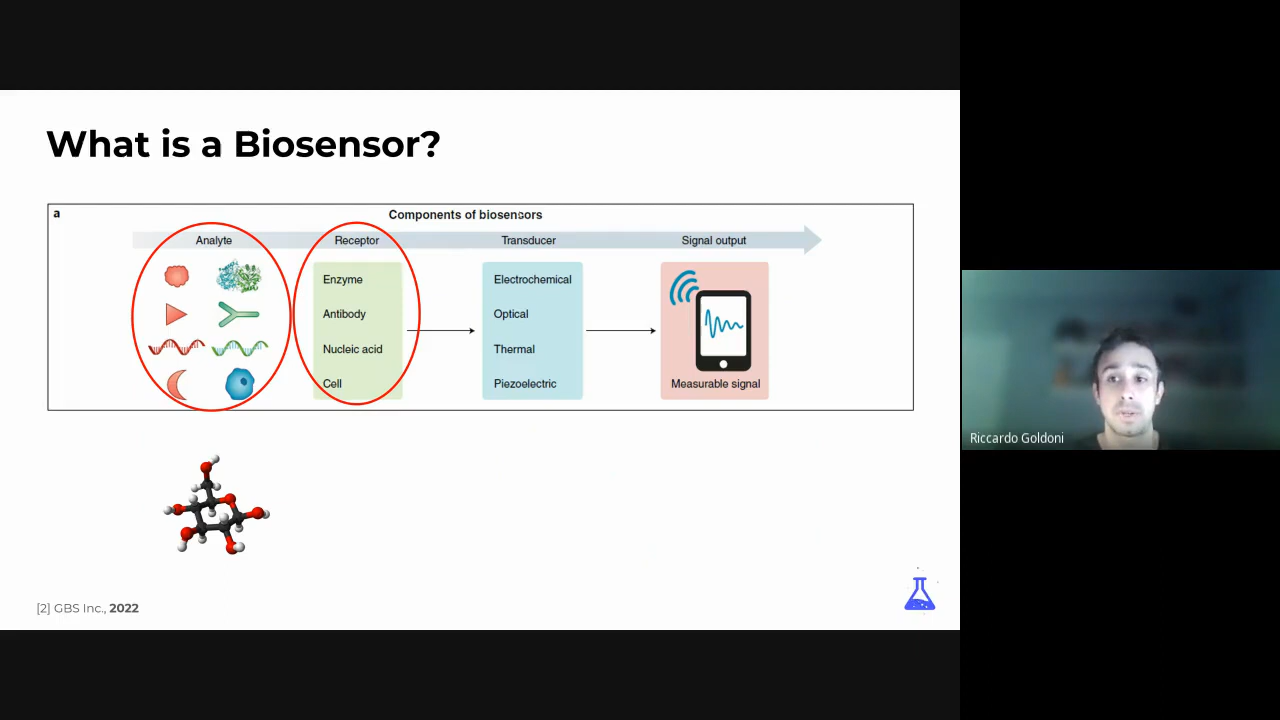 What is a Biosensor?
a
Components of biosensors
Analyte Receptor Transducer Signal output
Enzyme Electrochemical
Antibody Optical
Nucleic acid Thermal
Cell Piezoelectric Measurable signal
Riccardo Goldoni
[2] GBS Inc., 2022